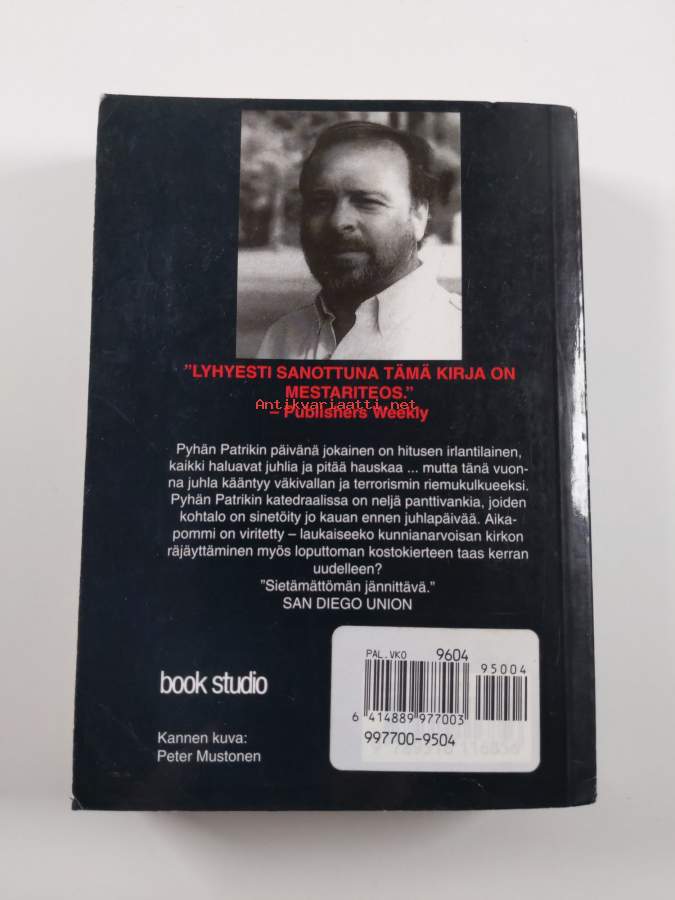 "LYHYESTI SANOTTUNA TÄMÄ KIRJA ON
MESTARITEOS."
Antikvariaatti.net
– Publishers Weekly
Pyhän Patrikin päivänä jokainen on hitusen irlantilainen,
kaikki haluavat juhlia ja pitää hauskaa ... mutta tänä vuon-
na juhla kääntyy väkivallan ja terrorismin riemukulkueeksi.
Pyhän Patrikin katedraalissa on neljä panttivankia, joiden
kohtalo on sinetöity jo kauan ennen juhlapäivää. Aika-
pommi on viritetty – laukaiseeko kunnianarvoisan kirkon
räjäyttäminen myös loputtoman kostokierteen taas kerran
uudelleen?
"Sietämättömän jännittävä."
SAN DIEGO UNION
PAL.VKO 9604
95004
6 414889 977003
997700-9504
book studio
Kannen kuva:
Peter Mustonen